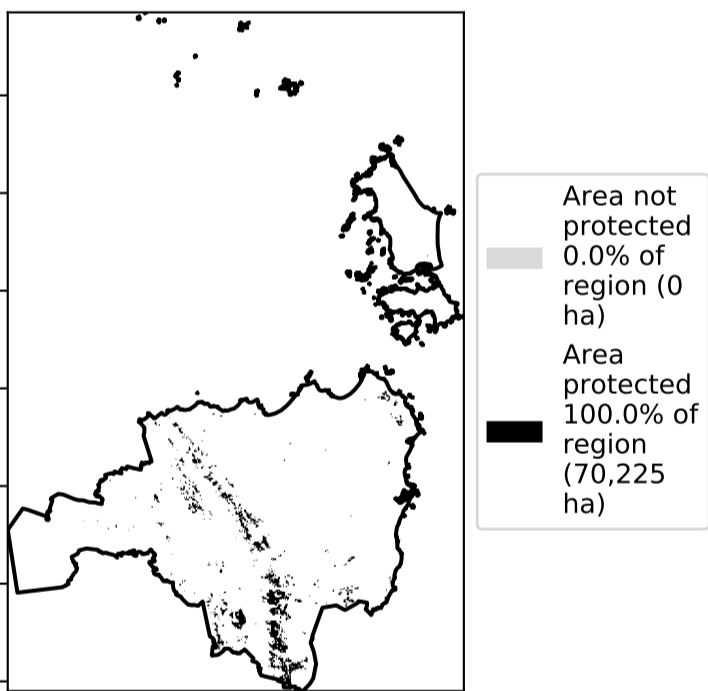 Area not
protected
0.0% of
region (0
ha)
Area
protected
100.0% of
region
(70,225
ha)